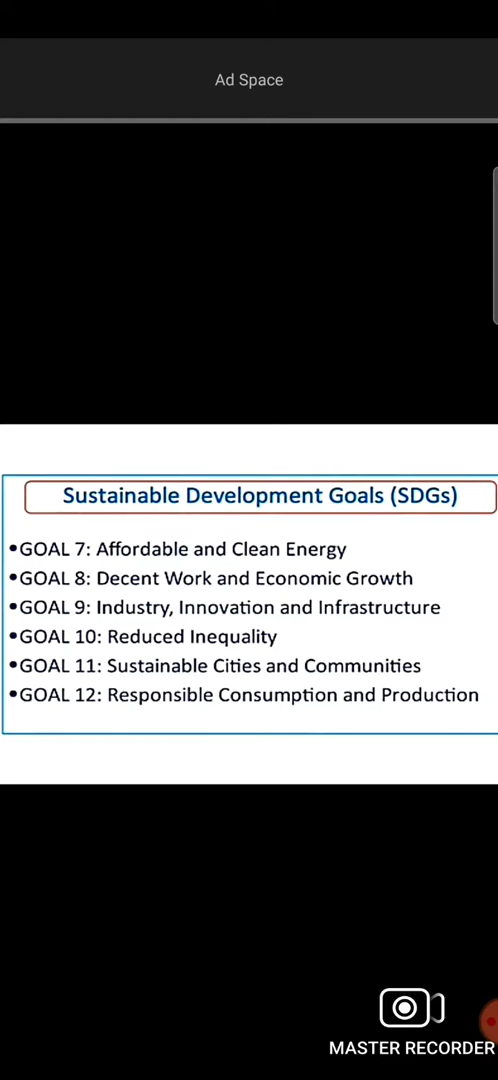 Ad Space
Sustainable Development Goals (SDGs)
•GOAL 7: Affordable and Clean Energy
•GOAL 8: Decent Work and Economic Growth
•GOAL 9: Industry, Innovation and Infrastructure
•GOAL 10: Reduced Inequality
•GOAL 11: Sustainable Cities and Communities
•GOAL 12: Responsible Consumption and Production
MASTER RECORDER